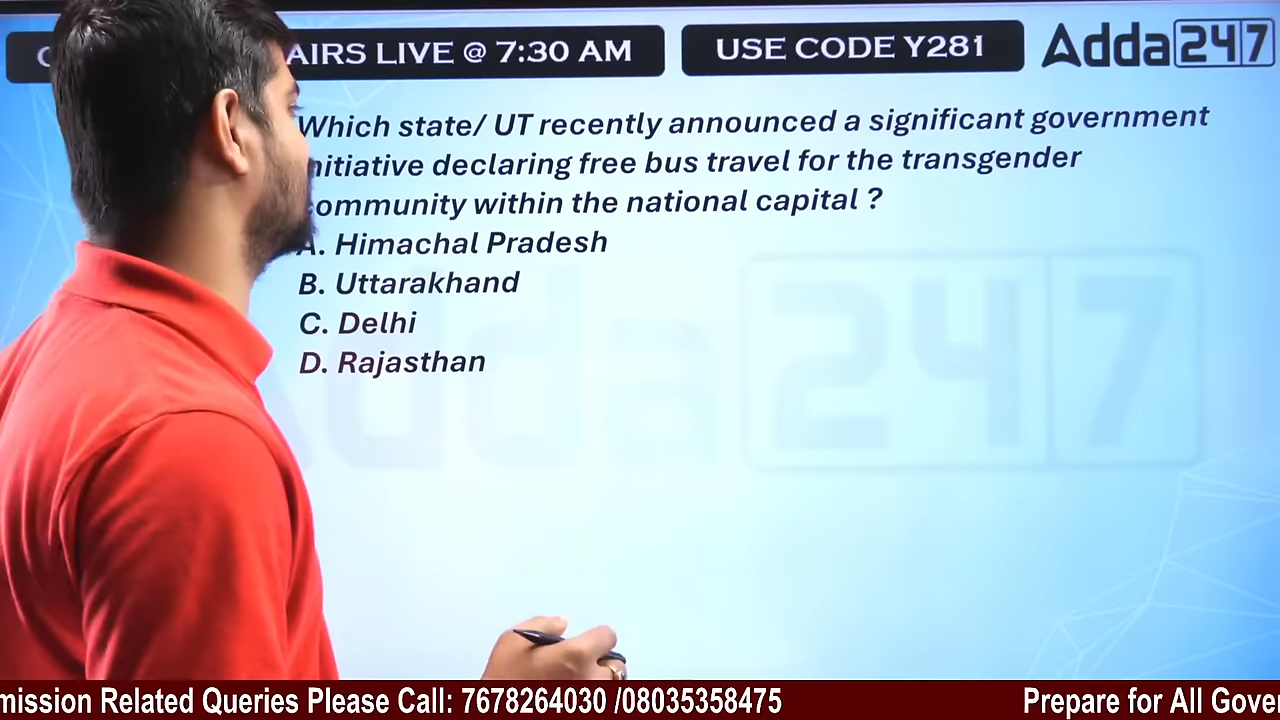 AIRS LIVE @ 7:30 AM
USE CODE Y281
Adda247
Which state/ UT recently announced a significant government
initiative declaring free bus travel for the transgender
community within the national capital ?
A. Himachal Pradesh
B. Uttarakhand
C. Delhi
D. Rajasthan
mission Related Queries Please Call: 7678264030 /08035358475
Prepare for All Gover